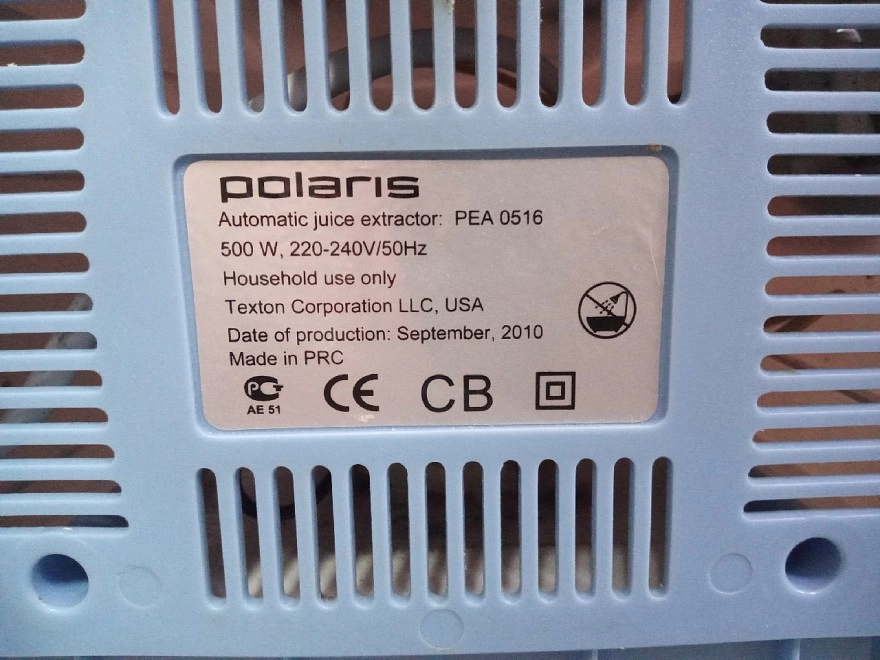 polaris
Automatic juice extractor: PEA 0516
500 W, 220-240V/50Hz
Household use only
Texton Corporation LLC, USA
Date of production: September, 2010
Made in PRC
РСТ CE CB
AE 51